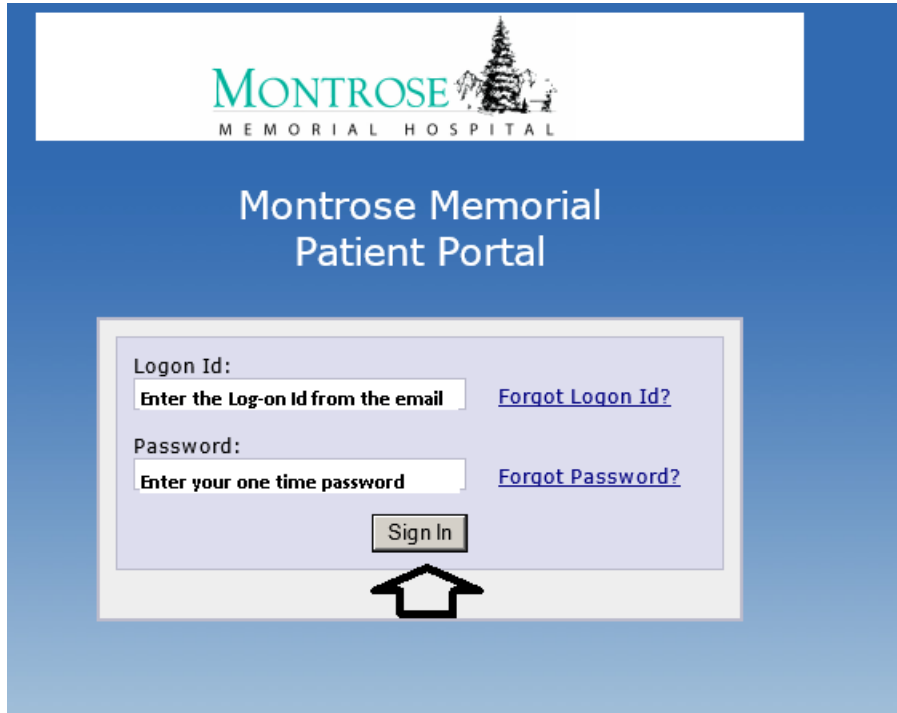 MONTROSE
MEMORIAL HOSPITAL
Montrose Memorial
Patient Portal
Logon Id:
Enter the Log-on Id from the email
Forgot Logon Id?
Password:
Enter your one time password
Forgot Password?
Sign In